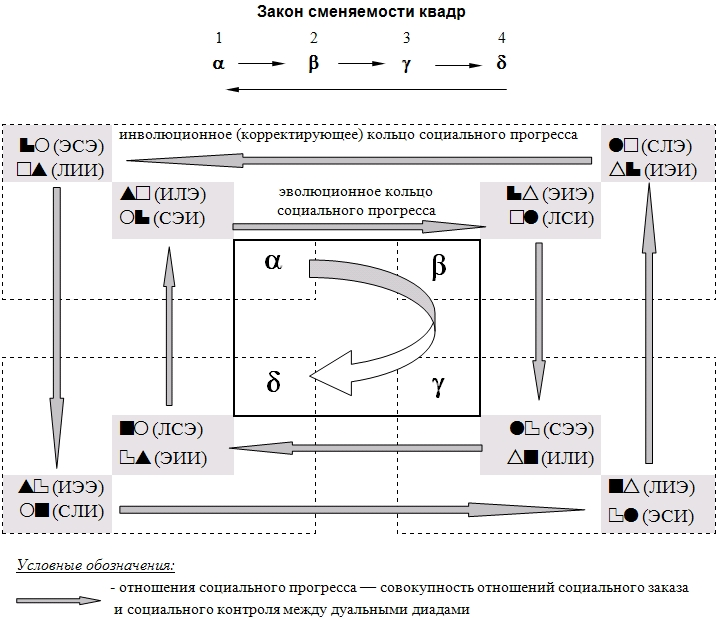 Закон сменяемости квадр
1 2 3 4
α β γ δ
инволюционное (корректирующее) кольцо социального прогресса
(ЭСЭ)
(ЛИИ)
(СЛЭ)
(ИЭИ)
(ИЛЭ)
(СЭИ)
эволюционное кольцо
социального прогресса
(ЭИЭ)
(ЛСИ)
α β
δ γ
(ЛСЭ)
(ЭИИ)
(СЭЭ)
(ИЛИ)
(ИЭЭ)
(СЛИ)
(ЛИЭ)
(ЭСИ)
Условные обозначения:
- отношения социального прогресса — совокупность отношений социального заказа
и социального контроля между дуальными диадами